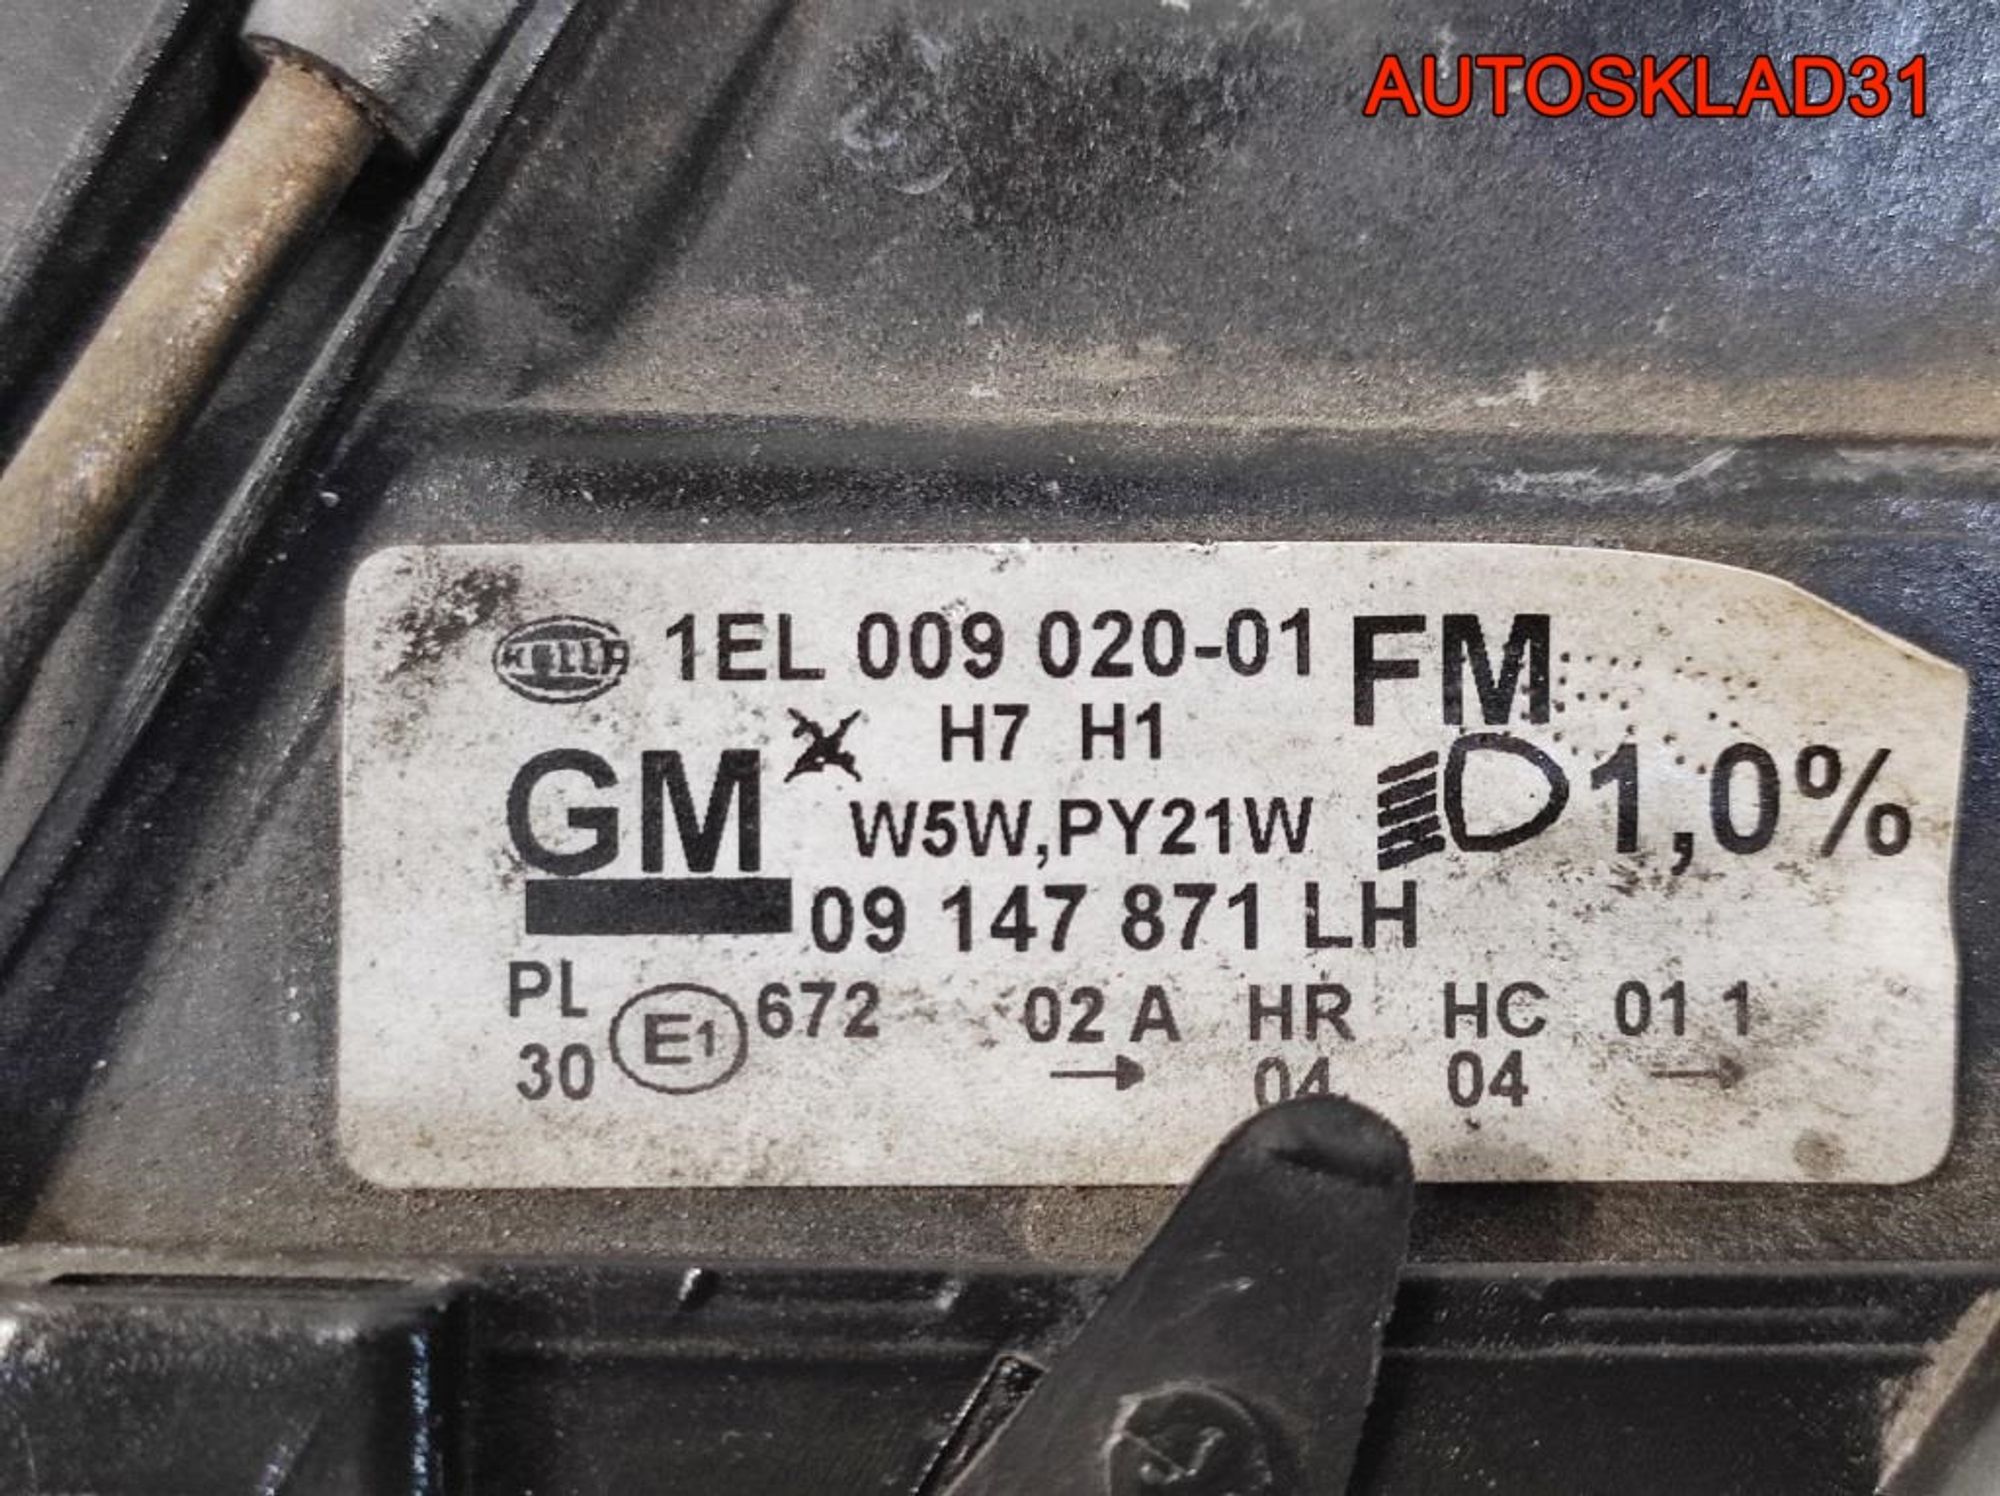 AUTOSKLAD31
HELLA 1EL 009 020-01 FM
H7 H1
GM W5W,PY21W 1,0%
09 147 871 LH
PL 672 02 A HR HC 01 1
30 E1 04 04